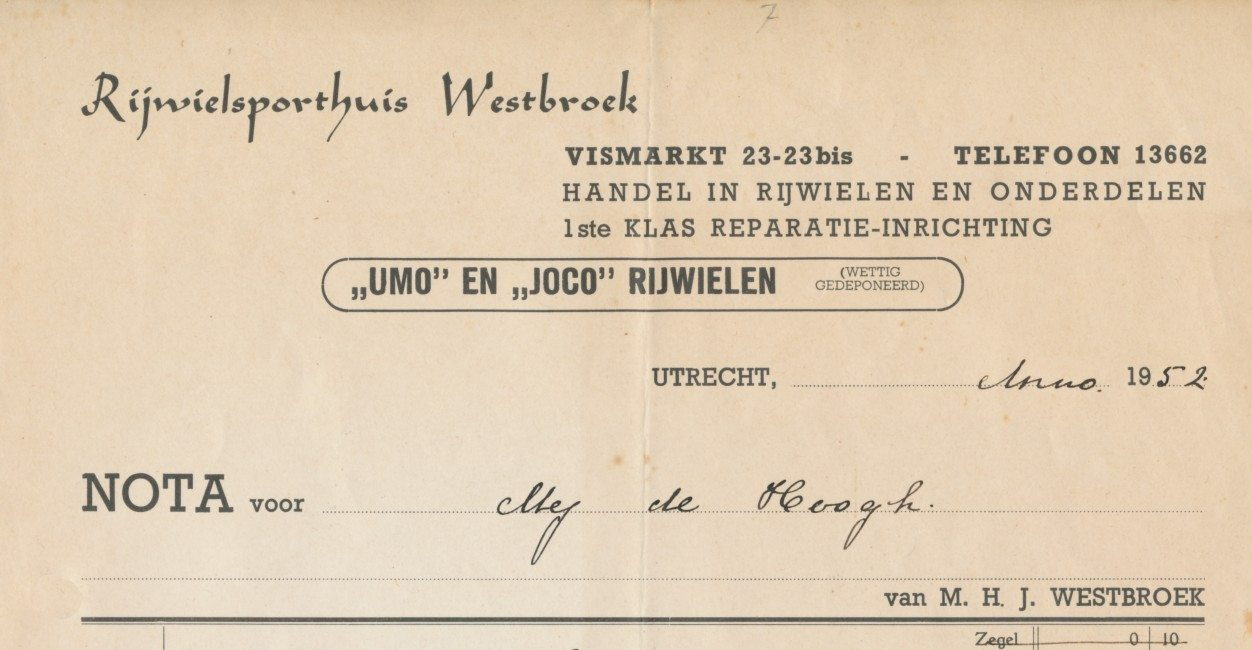 7
Rijwielsporthuis Westbroek
VISMARKT 23-23bis - TELEFOON 13662
HANDEL IN RIJWIELEN EN ONDERDELEN
1ste KLAS REPARATIE-INRICHTING
„UMO” EN „JOCO” RIJWIELEN (WETTIG GEDEPONEERD)
UTRECHT, Anno. 1952.
NOTA voor Mej de Hoogh.
van M. H. J. WESTBROEK
Zegel 0 10